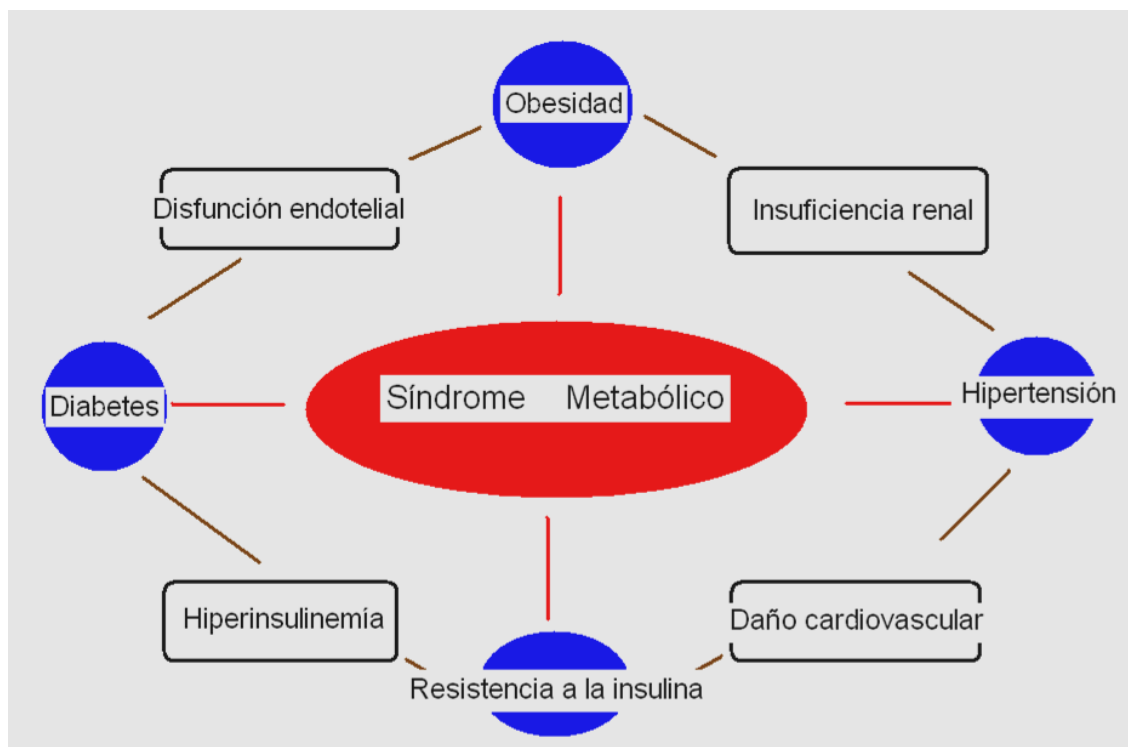 Obesidad
Disfunción endotelial
Insuficiencia renal
Síndrome Metabólico
Diabetes
Hipertensión
Hiperinsulinemía
Daño cardiovascular
Resistencia a la insulina